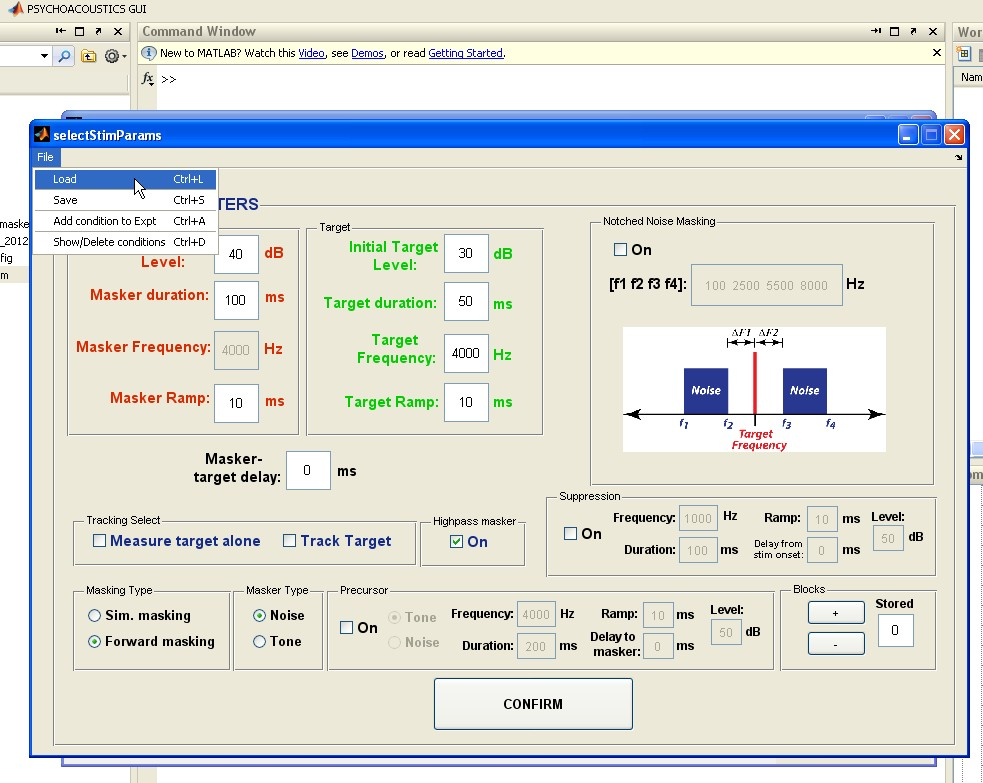 PSYCHOACOUSTICS GUI
Command Window
New to MATLAB? Watch this Video, see Demos, or read Getting Started.
fx >>
Nam
selectStimParams
File
Load Ctrl+L
Save Ctrl+S
Add condition to Expt Ctrl+A
Show/Delete conditions Ctrl+D
maske
_2012
fig
m
TERS
Level: 40 dB
Masker duration: 100 ms
Masker Frequency: 4000 Hz
Masker Ramp: 10 ms
Target
Initial Target
Level: 30 dB
Target duration: 50 ms
Target
Frequency: 4000 Hz
Target Ramp: 10 ms
Masker-
target delay: 0 ms
Notched Noise Masking
On
[f1 f2 f3 f4]: 100 2500 5500 8000 Hz
ΔF1 ΔF2
Noise Noise
f1 f2 f3 f4
Target
Frequency
Tracking Select
Measure target alone Track Target
Highpass masker
On
Suppression
On
Frequency: 1000 Hz Ramp: 10 ms Level:
50 dB
Duration: 100 ms Delay from
stim onset: 0 ms
Masking Type
Sim. masking
Forward masking
Masker Type
Noise
Tone
Precursor
On
Tone
Noise
Frequency: 4000 Hz Ramp: 10 ms Level:
50 dB
Duration: 200 ms Delay to
masker: 0 ms
Blocks
+
-
Stored
0
CONFIRM